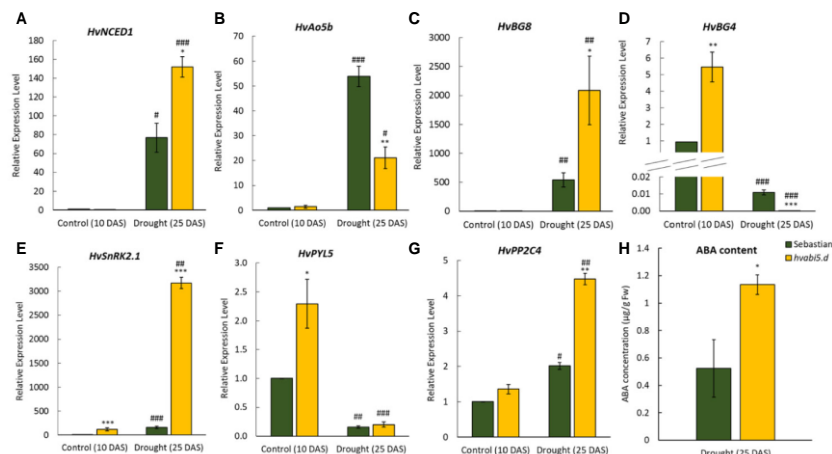 A
HvNCED1
Relative Expression Level
180
160
140
120
100
80
60
40
20
0
#
###
*
Control (10 DAS) Drought (25 DAS)
B
HvAo5b
Relative Expression Level
70
60
50
40
30
20
10
0
###
#
**
Control (10 DAS) Drought (25 DAS)
C
HvBG8
Relative Expression Level
3000
2500
2000
1500
1000
500
0
##
##
*
Control (10 DAS) Drought (25 DAS)
D
HvBG4
Relative Expression Level
7
6
5
4
3
2
1
0.02
0.01
0.00
**
###
###
***
Control (10 DAS) Drought (25 DAS)
E
HvSnRK2.1
Relative Expression Level
3500
3000
2500
2000
1500
1000
500
0
***
###
##
***
Control (10 DAS) Drought (25 DAS)
F
HvPYL5
Relative Expression Level
3.0
2.5
2.0
1.5
1.0
0.5
0.0
*
##
###
Control (10 DAS) Drought (25 DAS)
G
HvPP2C4
Relative Expression Level
6
5
4
3
2
1
0
#
##
**
Control (10 DAS) Drought (25 DAS)
H
ABA content
ABA concentration (µg/g Fw)
1.4
1.2
1
0.8
0.6
0.4
0.2
0
*
Drought (25 DAS)
Sebastian
hvabi5.d